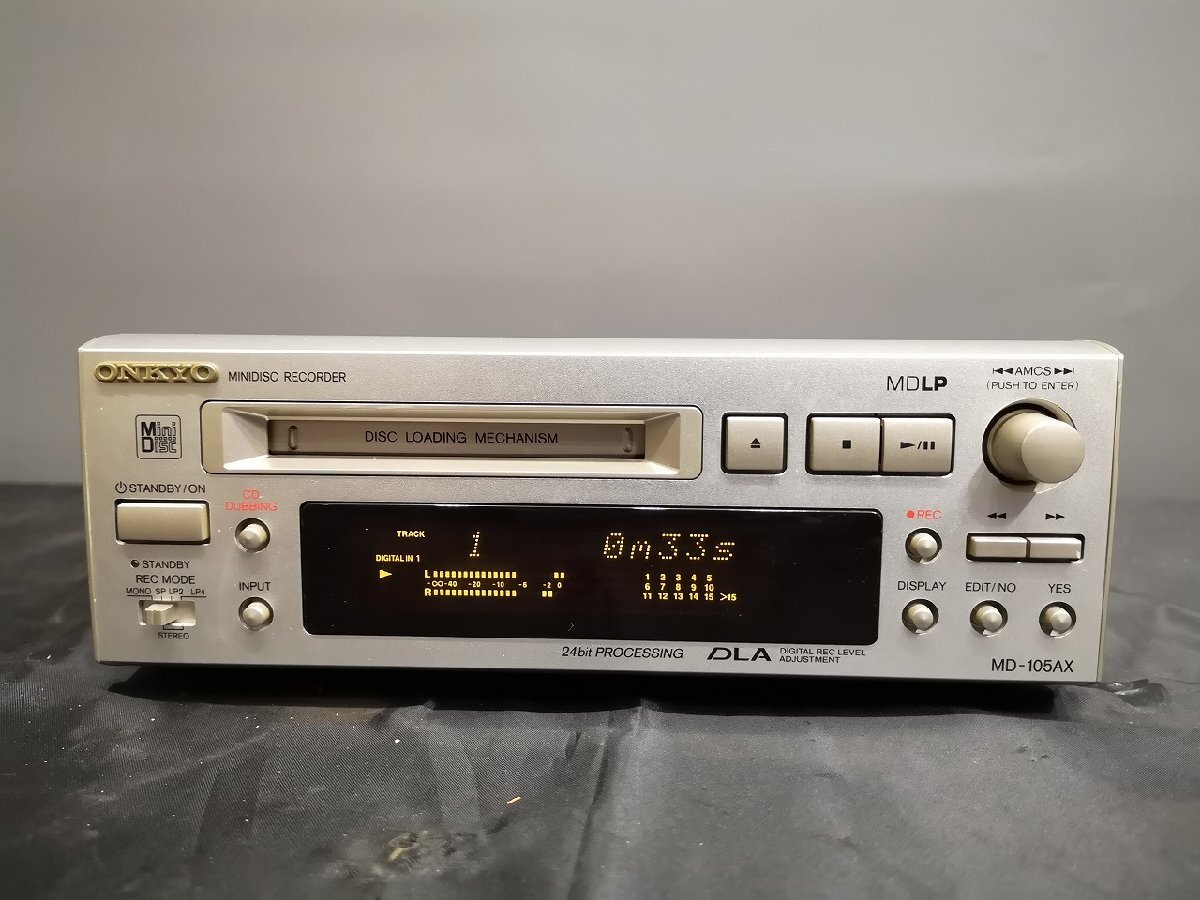 ONKYO MINIDISC RECORDER
MDLP
AMCS
(PUSH TO ENTER)
Mini Disc
DISC LOADING MECHANISM
STANDBY/ON
CD DUBBING
STANDBY
REC MODE
MONO SP LP2 LP4
STEREO
INPUT
TRACK 1 0m33s
DIGITAL IN 1
L
-∞ -40 -20 -10 -6 -2 0
R
1 2 3 4 5
6 7 8 9 10
11 12 13 14 15 >15
REC
DISPLAY EDIT/NO YES
24bit PROCESSING DLA DIGITAL REC LEVEL
ADJUSTMENT
MD-105AX